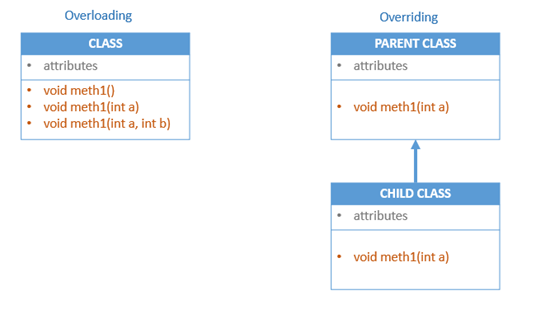 Overloading
CLASS
• attributes
• void meth1()
• void meth1(int a)
• void meth1(int a, int b)
Overriding
PARENT CLASS
• attributes
• void meth1(int a)
CHILD CLASS
• attributes
• void meth1(int a)